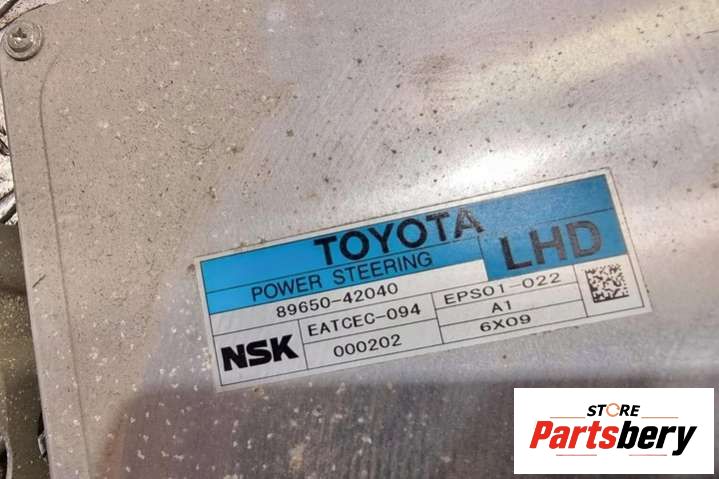 TOYOTA
POWER STEERING
LHD
89650-42040
NSK
EATCEC-094
EPS01-022
000202
A1
6X09
STORE
Partsbery